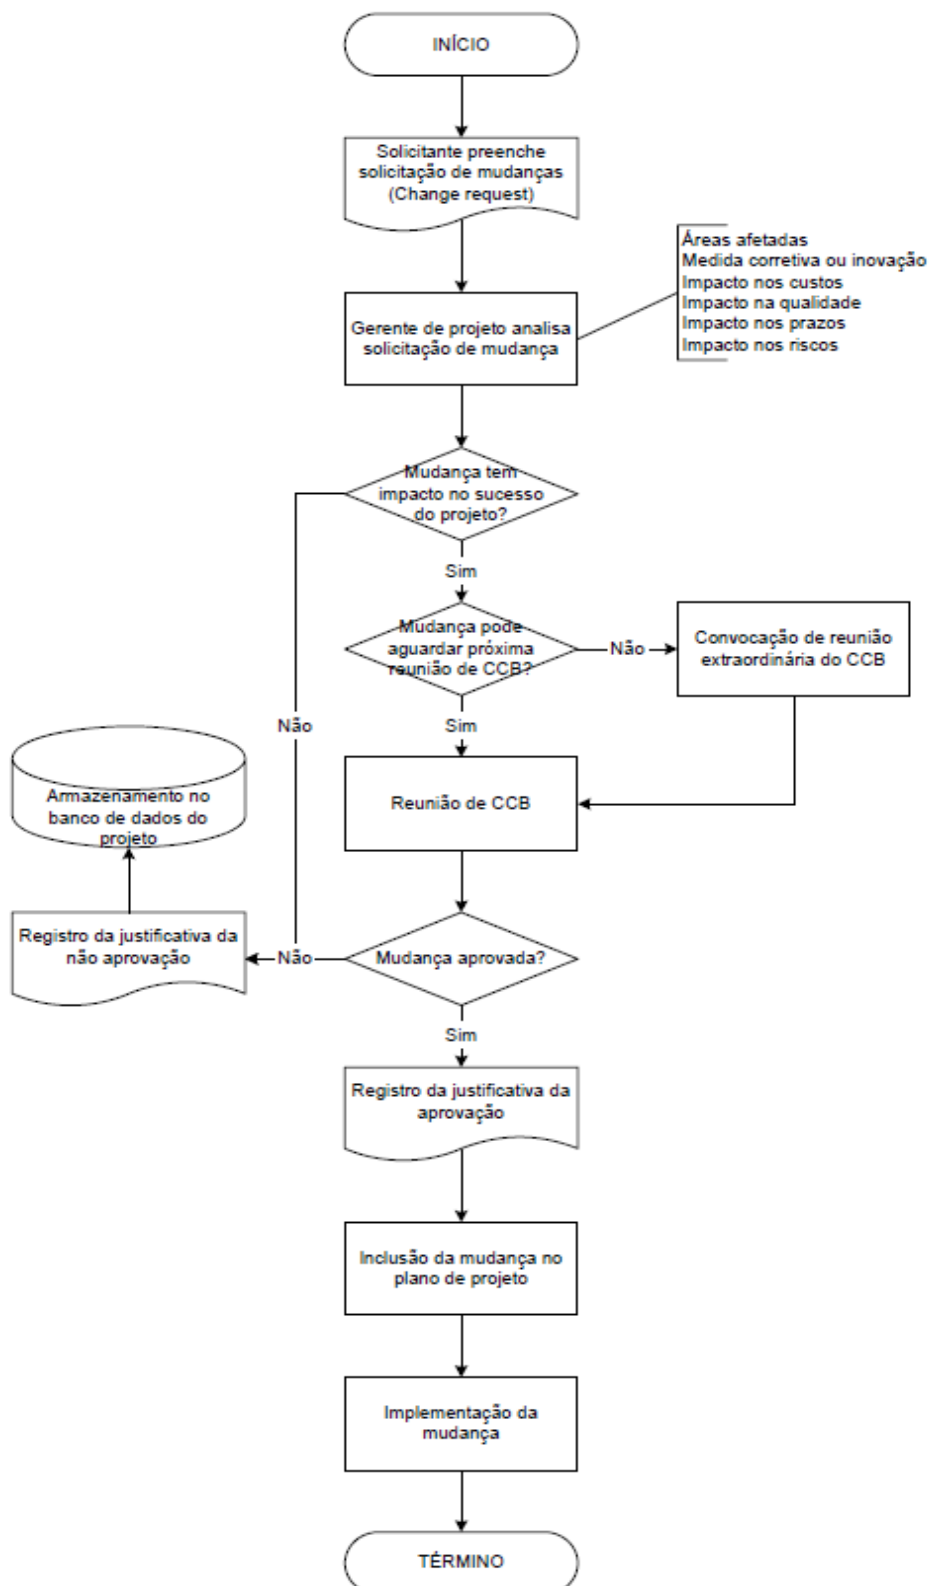 INÍCIO
Solicitante preenche
solicitação de mudanças
(Change request)
Áreas afetadas
Medida corretiva ou inovação
Impacto nos custos
Impacto na qualidade
Impacto nos prazos
Impacto nos riscos
Gerente de projeto analisa
solicitação de mudança
Mudança tem
impacto no sucesso
do projeto?
Sim
Mudança pode
aguardar próxima
reunião de CCB?
Não
Convocação de reunião
extraordinária do CCB
Não
Sim
Reunião de CCB
Armazenamento no
banco de dados do
projeto
Registro da justificativa da
não aprovação
Não
Mudança aprovada?
Sim
Registro da justificativa da
aprovação
Inclusão da mudança no
plano de projeto
Implementação da
mudança
TÉRMINO